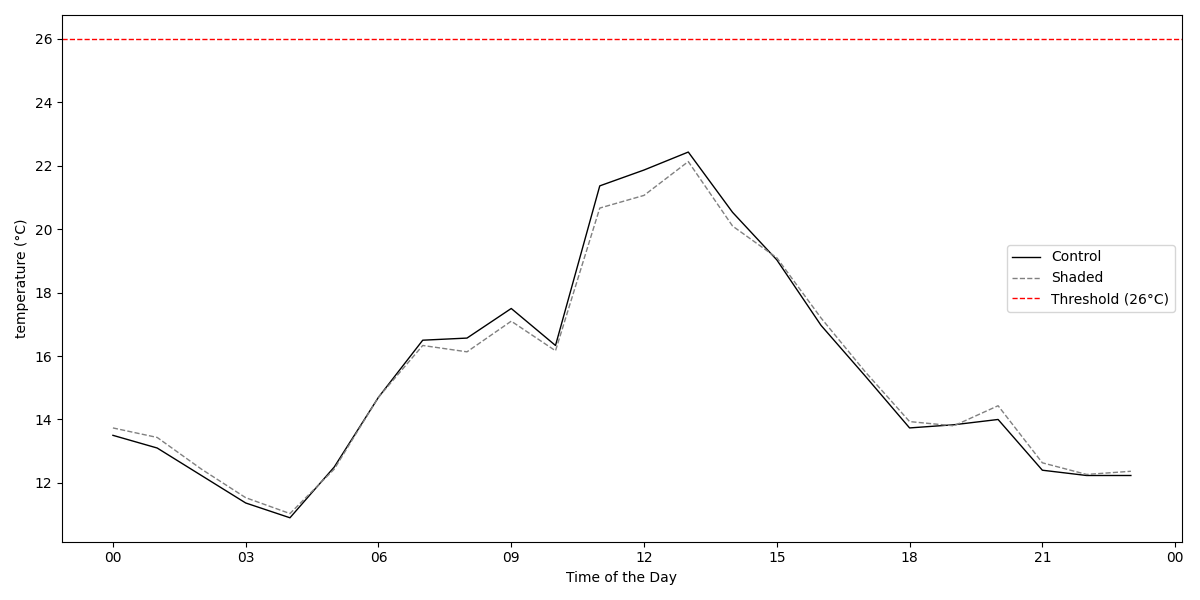 26
24
22
20
18
16
14
12
temperature (°C)
Control
Shaded
Threshold (26°C)
00 03 06 09 12 15 18 21 00
Time of the Day